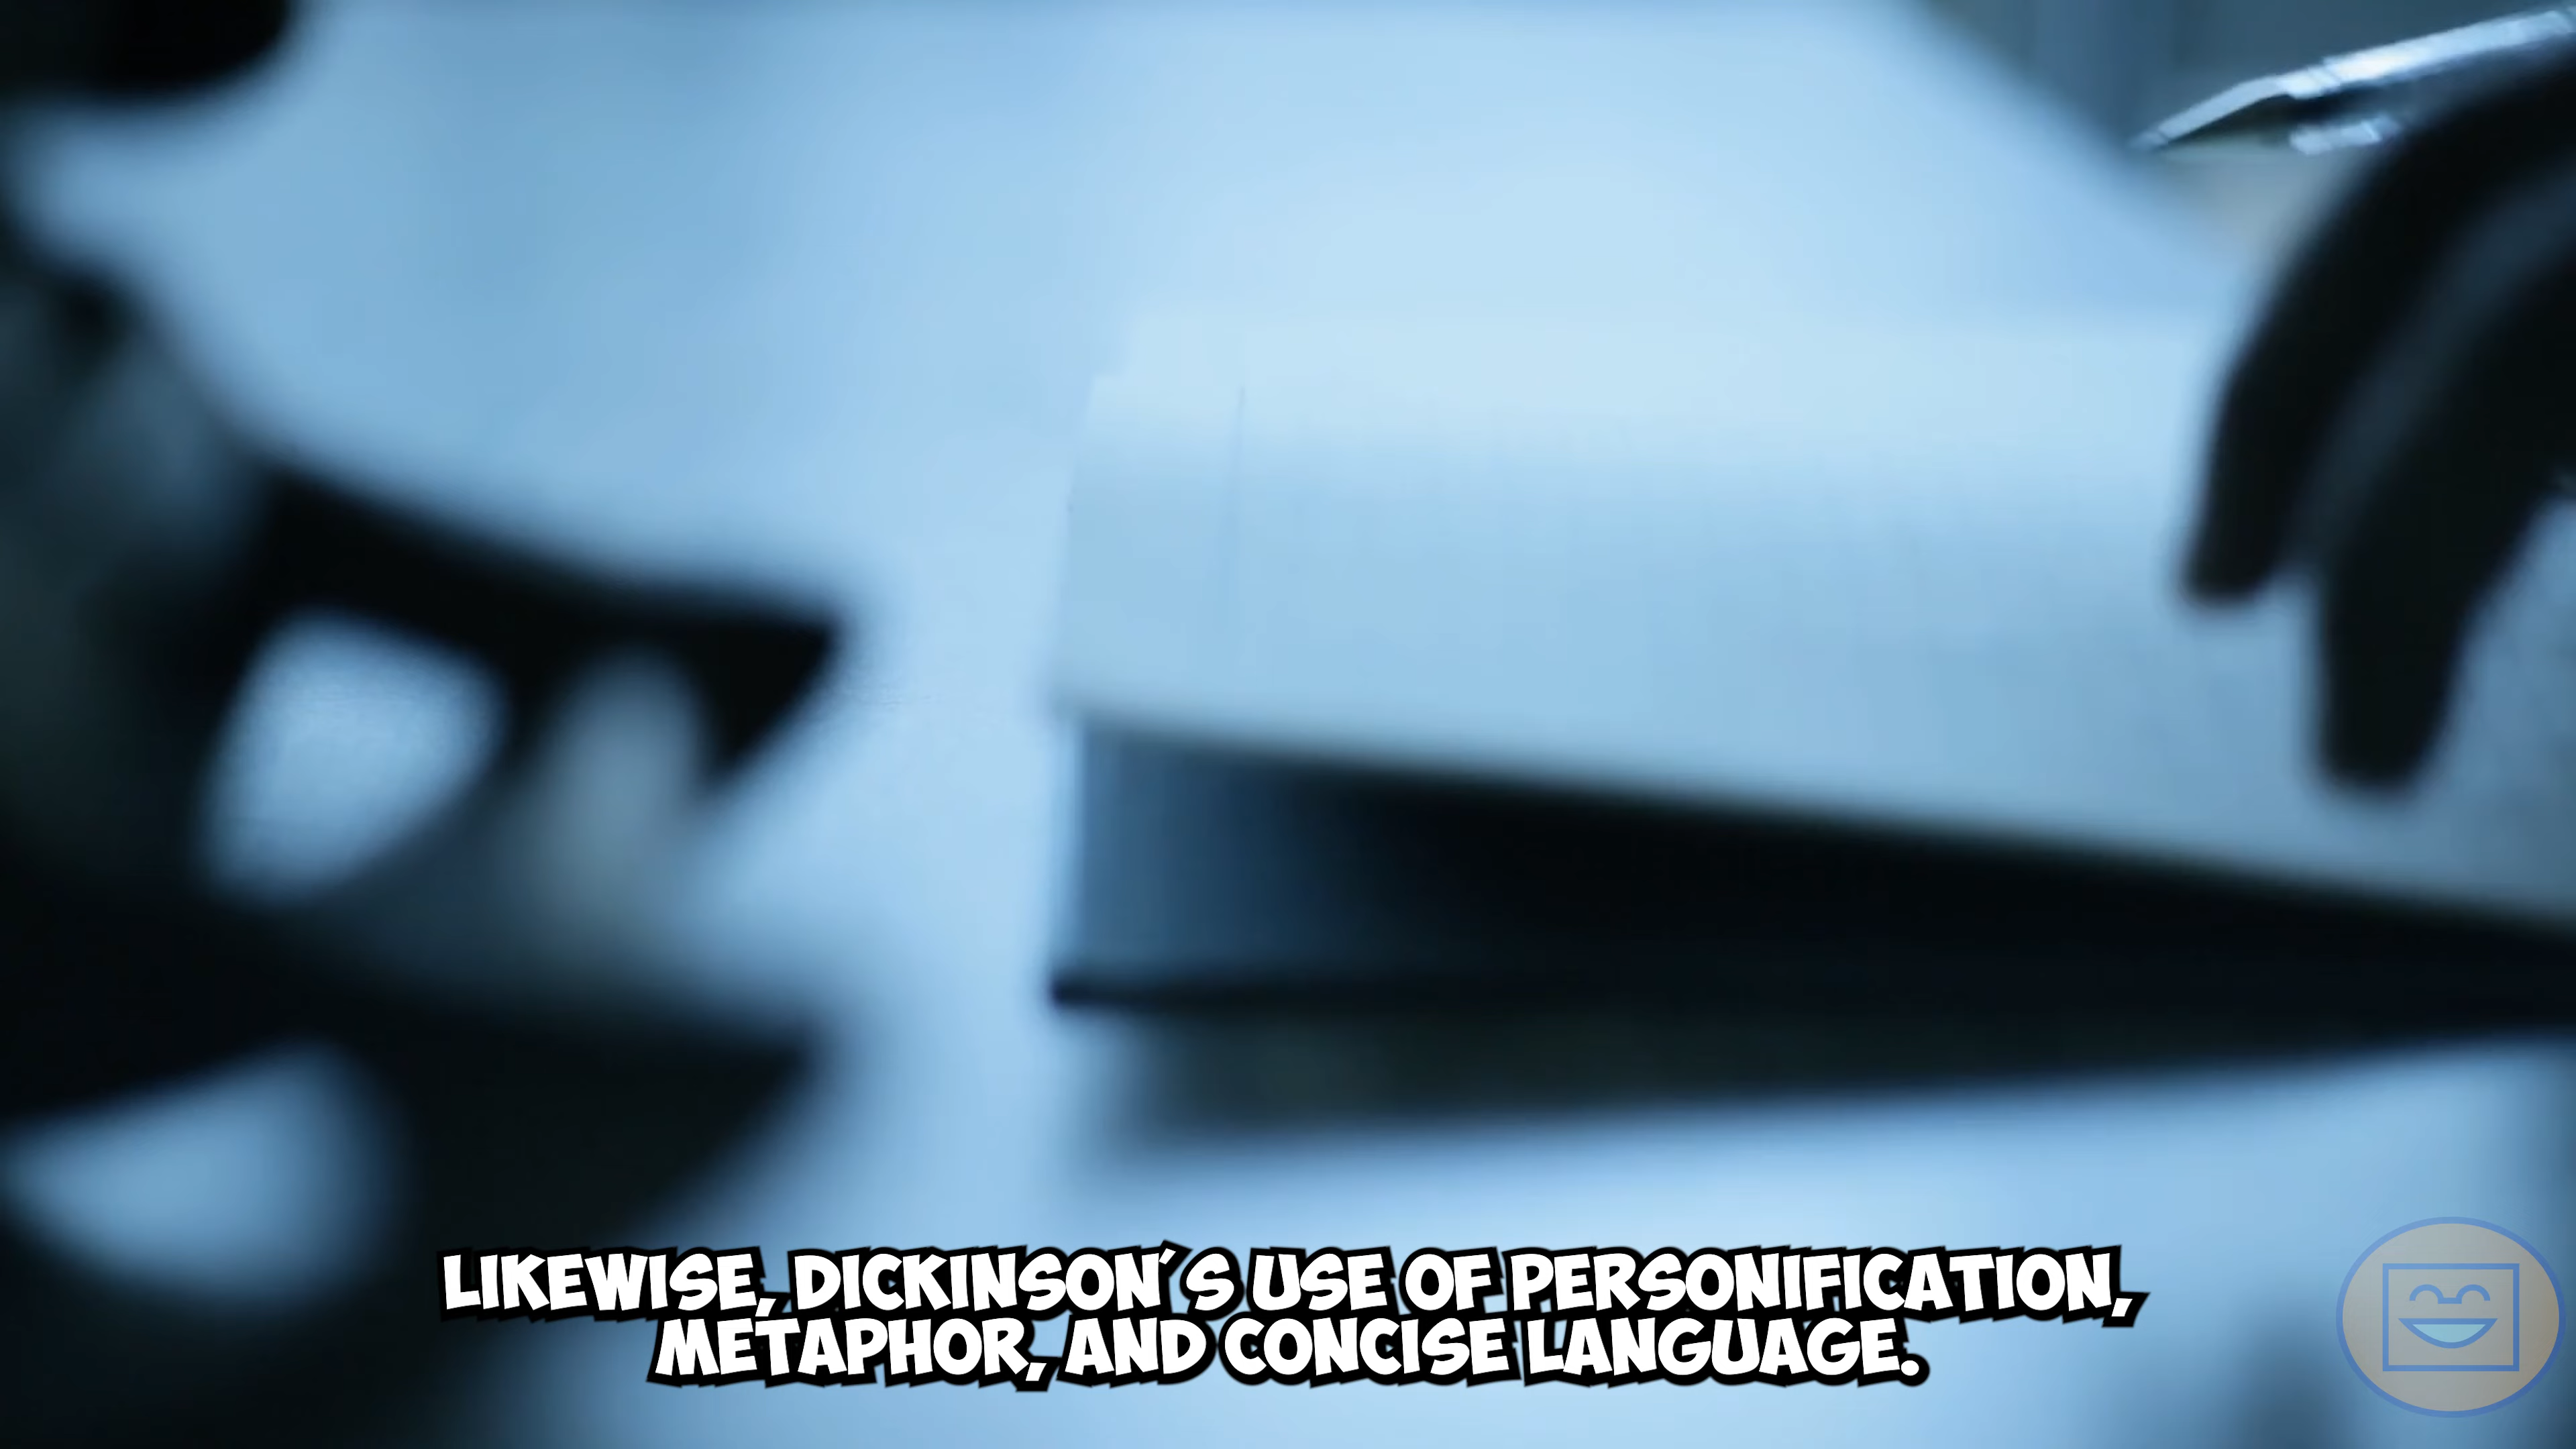 LIKEWISE, DICKINSON'S USE OF PERSONIFICATION,
METAPHOR, AND CONCISE LANGUAGE.